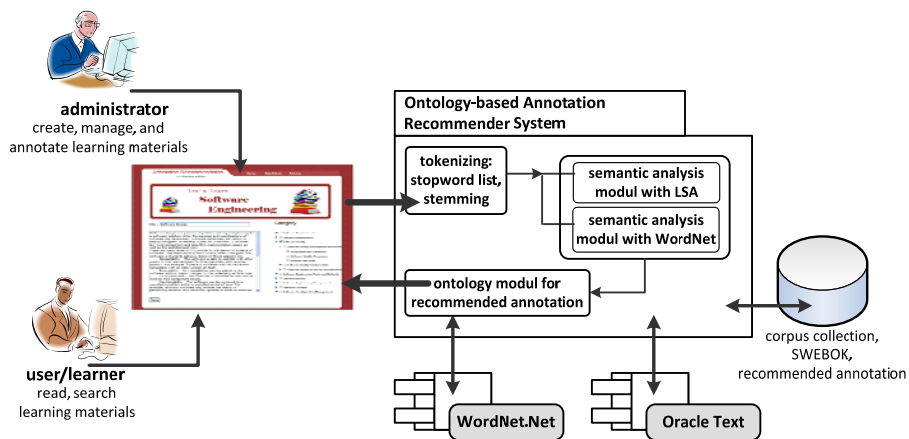 administrator
create, manage, and
annotate learning materials
Ontology-based Annotation
Recommender System
tokenizing:
stopword list,
stemming
semantic analysis
modul with LSA
semantic analysis
modul with WordNet
Software
Engineering
ontology modul for
recommended annotation
corpus collection,
SWEBOK,
recommended annotation
user/learner
read, search
learning materials
WordNet.Net
Oracle Text